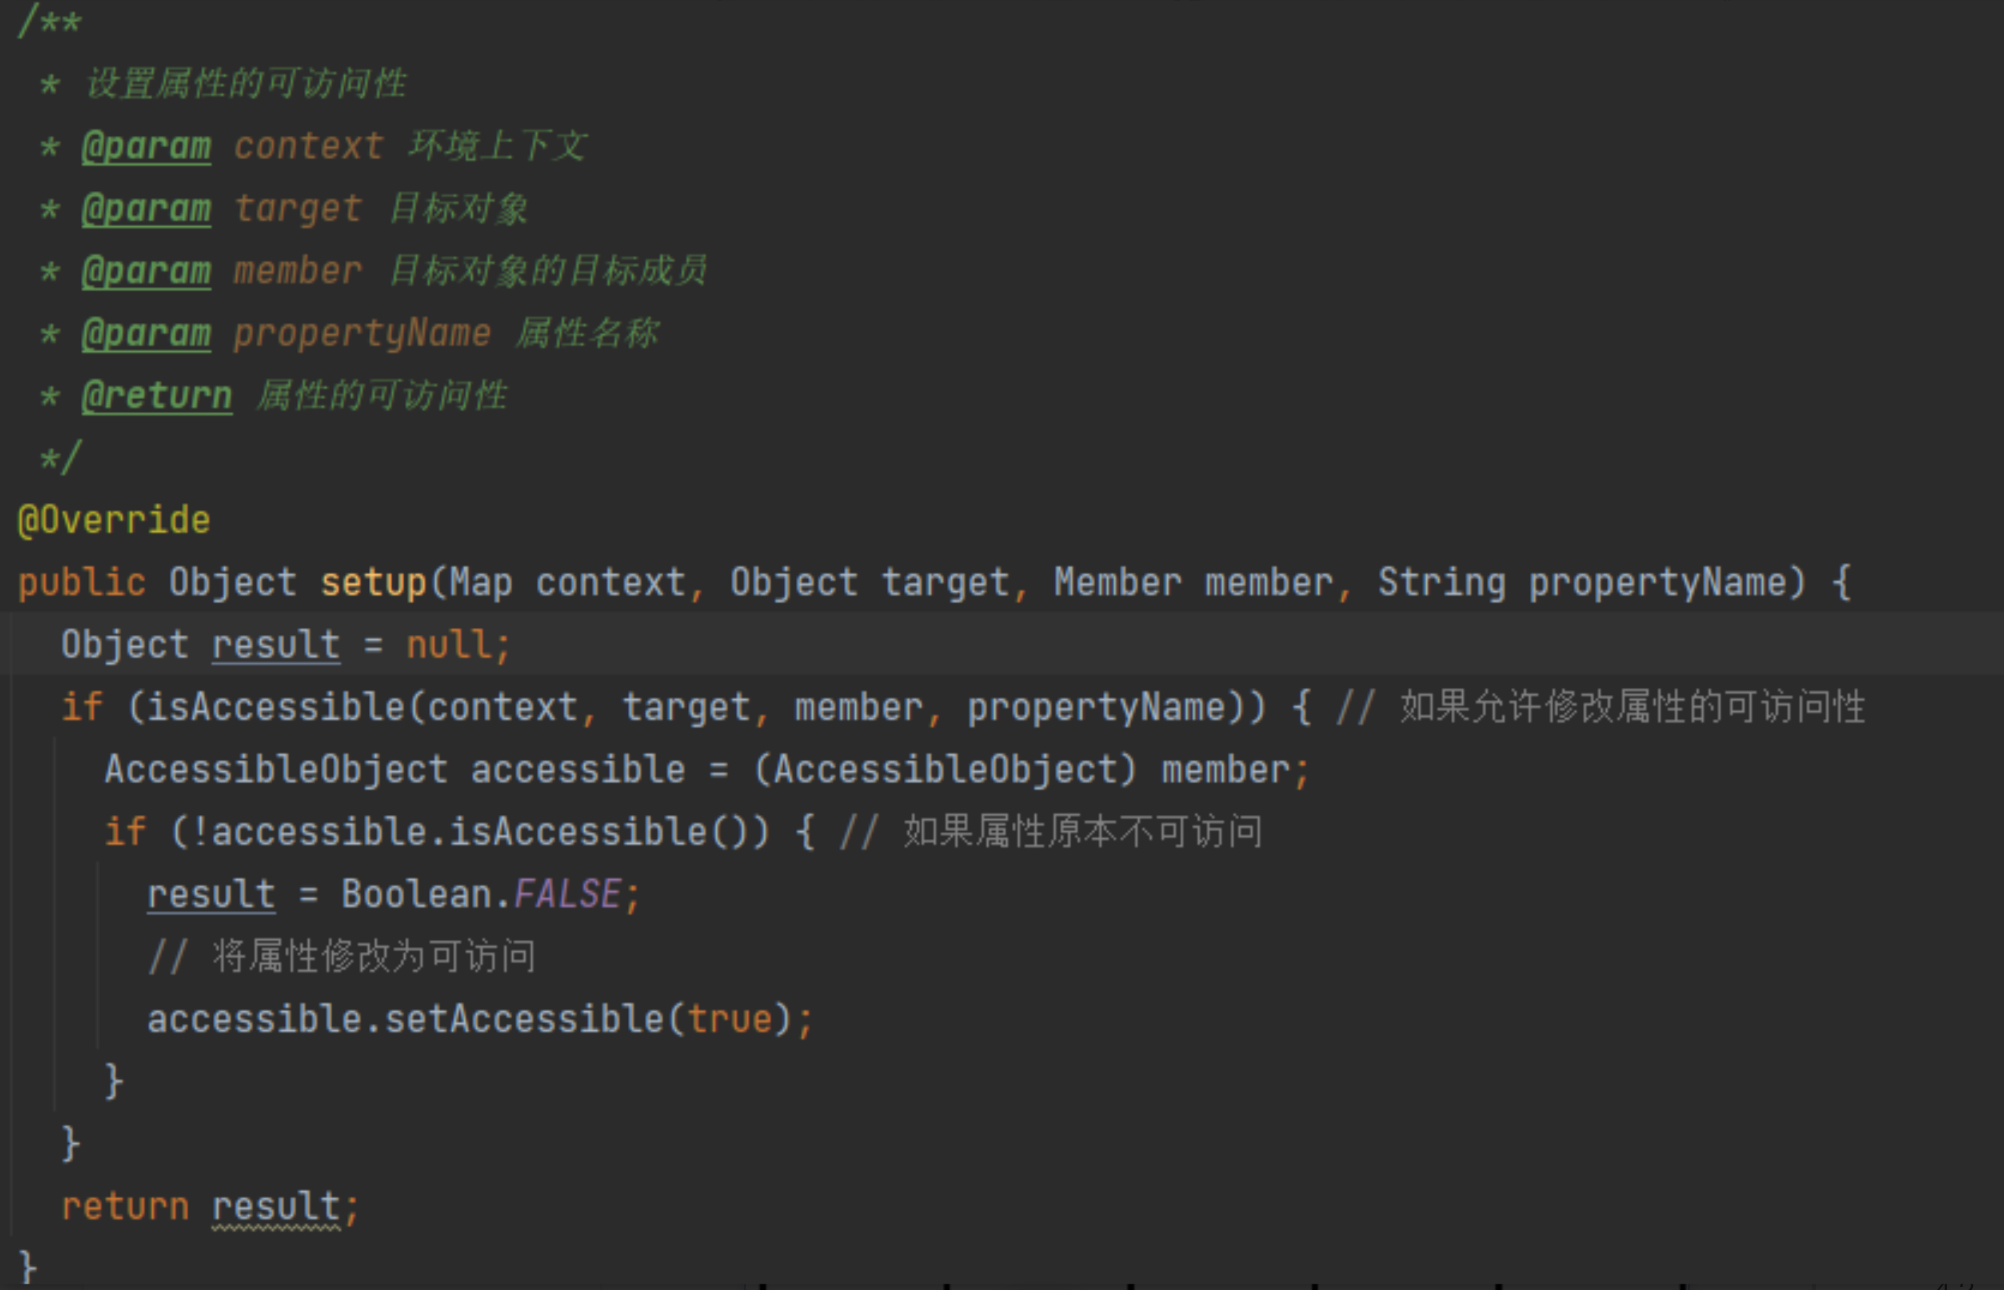 /**
* 设置属性的可访问性
* @param context 环境上下文
* @param target 目标对象
* @param member 目标对象的目标成员
* @param propertyName 属性名称
* @return 属性的可访问性
*/
@Override
public Object setup(Map context, Object target, Member member, String propertyName) {
Object result = null;
if (isAccessible(context, target, member, propertyName)) { // 如果允许修改属性的可访问性
AccessibleObject accessible = (AccessibleObject) member;
if (!accessible.isAccessible()) { // 如果属性原本不可访问
result = Boolean.FALSE;
// 将属性修改为可访问
accessible.setAccessible(true);
}
}
return result;
}